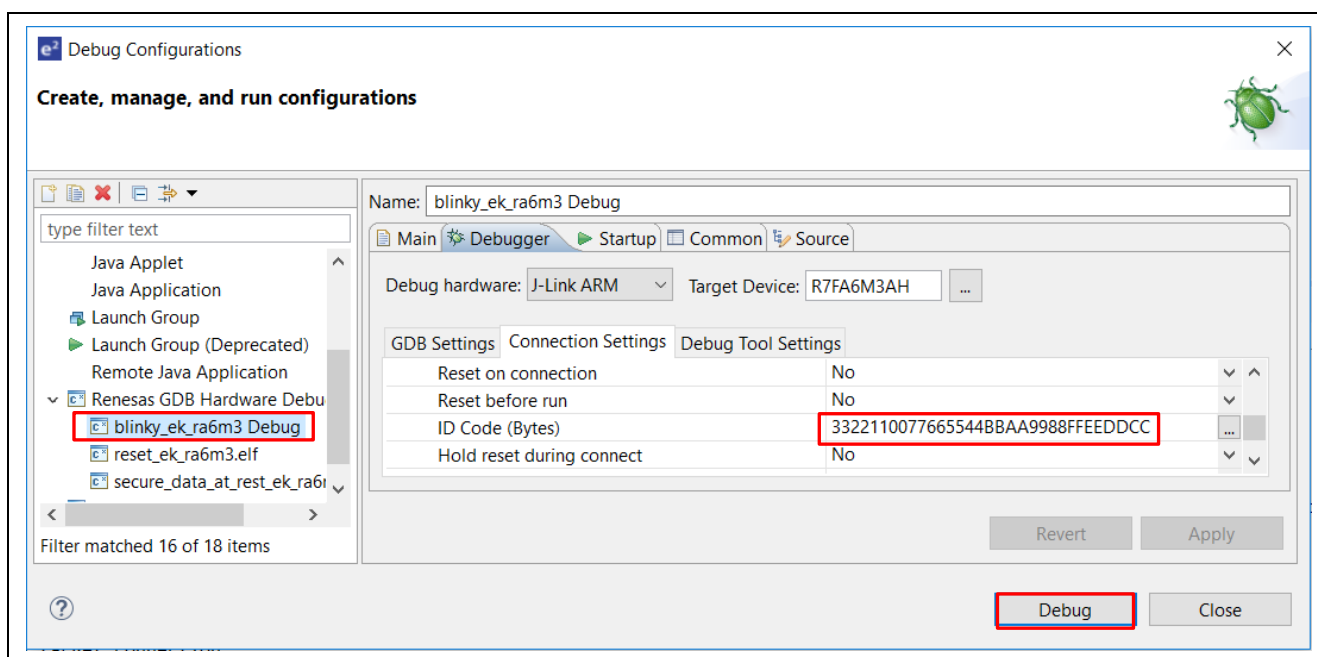 e² Debug Configurations
Create, manage, and run configurations
type filter text
Java Applet
Java Application
Launch Group
Launch Group (Deprecated)
Remote Java Application
Renesas GDB Hardware Debu
blinky_ek_ra6m3 Debug
reset_ek_ra6m3.elf
secure_data_at_rest_ek_ra6r
Filter matched 16 of 18 items
Name: blinky_ek_ra6m3 Debug
Main Debugger Startup Common Source
Debug hardware: J-Link ARM Target Device: R7FA6M3AH ...
GDB Settings Connection Settings Debug Tool Settings
Reset on connection No
Reset before run No
ID Code (Bytes) 3322110077665544BBAA9988FFEEDDCC ...
Hold reset during connect No
Revert Apply
? Debug Close